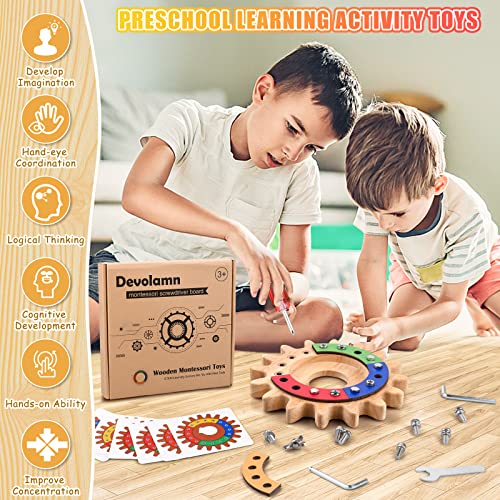 PRESCHOOL LEARNING ACTIVITY TOYS
Develop
Imagination
Hand-eye
Coordination
Logical Thinking
Cognitive
Development
Hands-on Ability
Improve
Concentration
Devolamn
3+
montessori screwdriver board
Wooden Montessori Toys